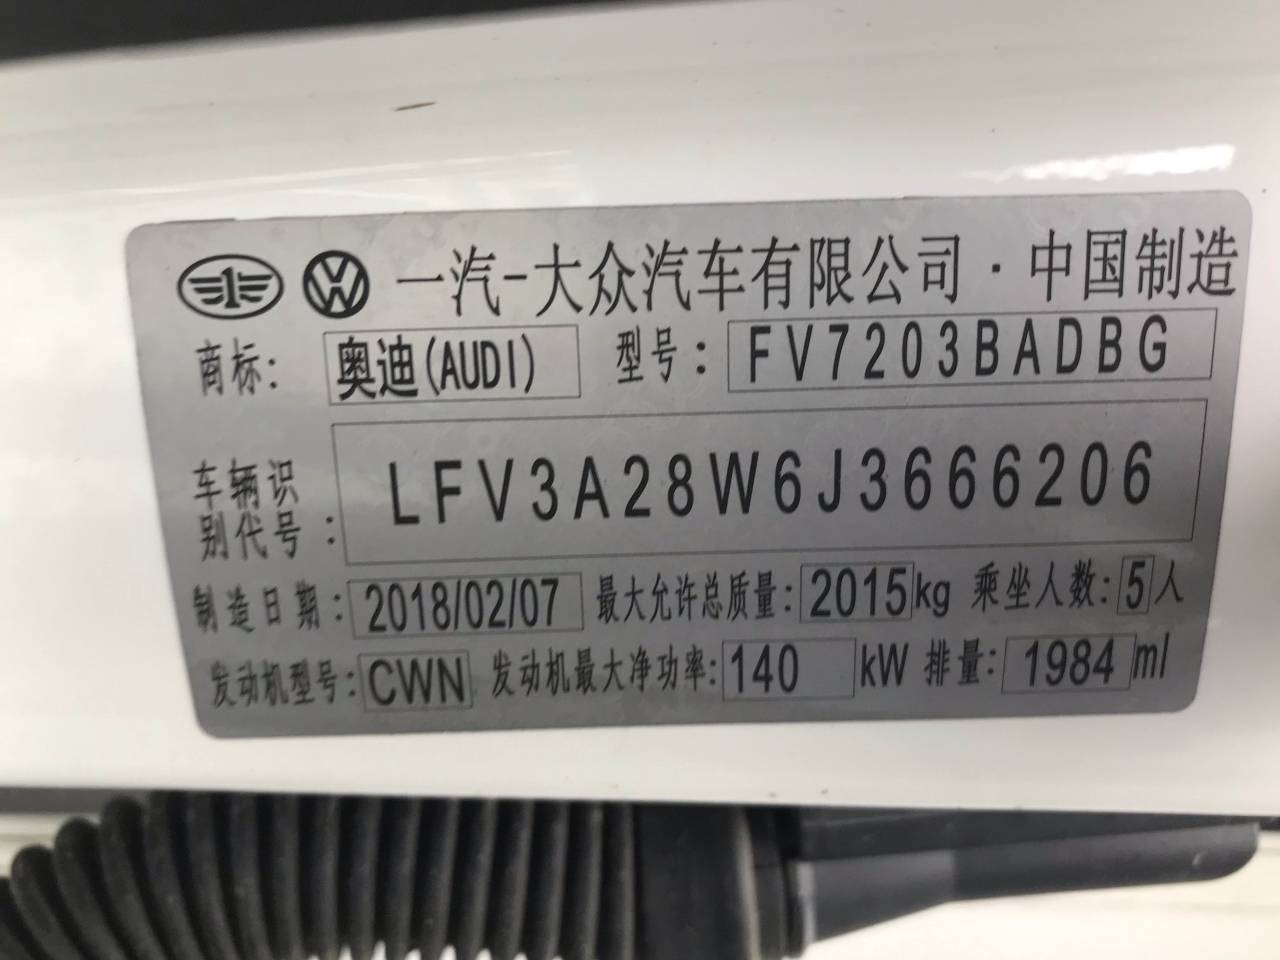 一汽-大众汽车有限公司·中国制造
商标: 奥迪(AUDI) 型号: FV7203BADBG
车辆识别代号: LFV3A28W6J3666206
制造日期: 2018/02/07 最大允许总质量: 2015kg 乘坐人数: 5人
发动机型号: CWN 发动机最大净功率: 140 kW 排量: 1984 ml